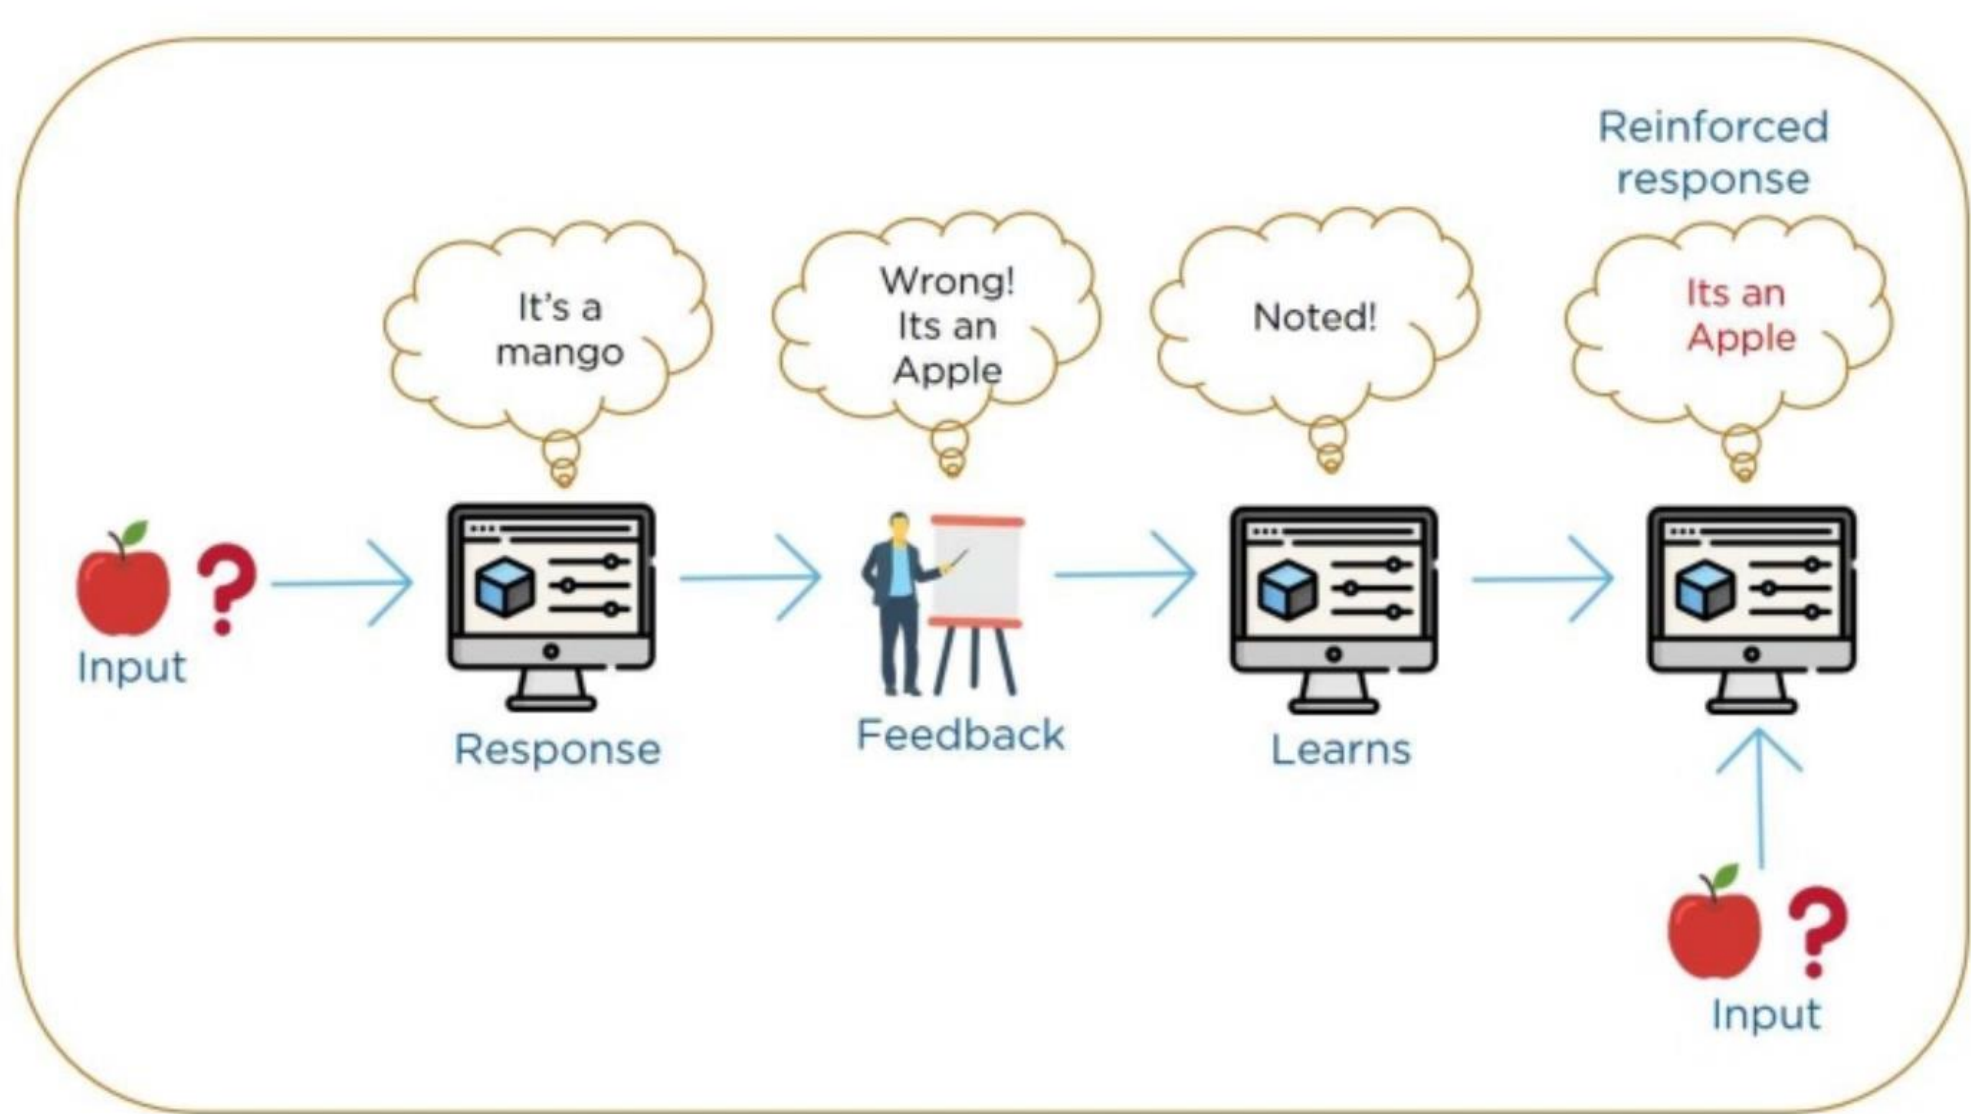 Reinforced
response
It's a
mango
Wrong!
Its an
Apple
Noted!
Its an
Apple
Input
Response
Feedback
Learns
Input